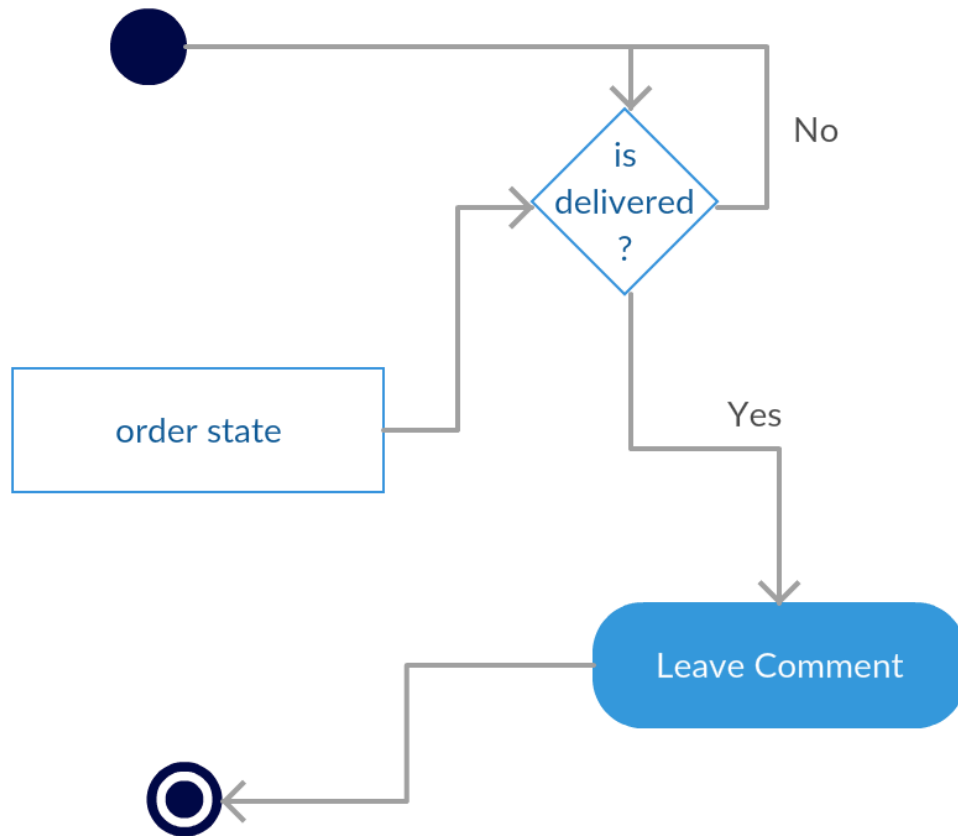 is
delivered
?
No
order state
Yes
Leave Comment